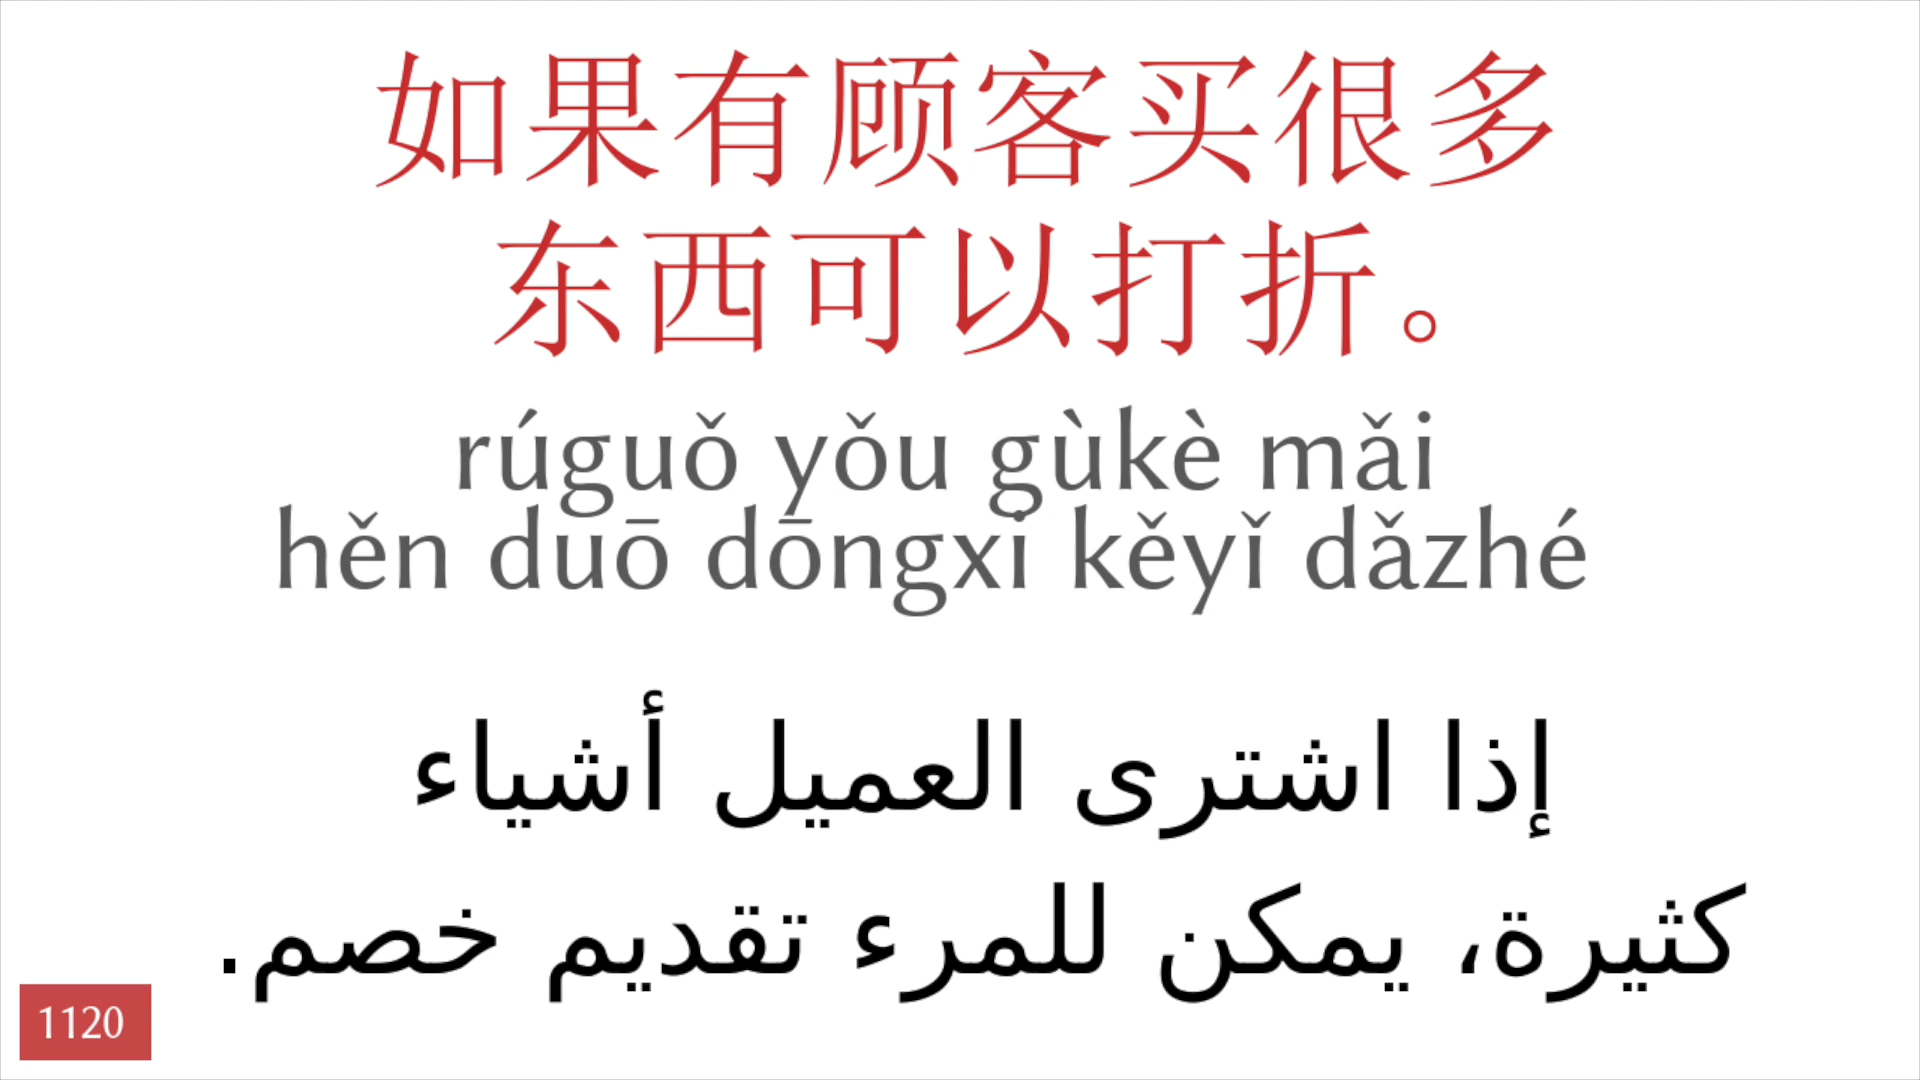 如果有顾客买很多
东西可以打折。
rúguǒ yǒu gùkè mǎi
hěn duō dōngxi kěyǐ dǎzhé
إذا اشترى العميل أشياء
كثيرة، يمكن للمرء تقديم خصم.
1120